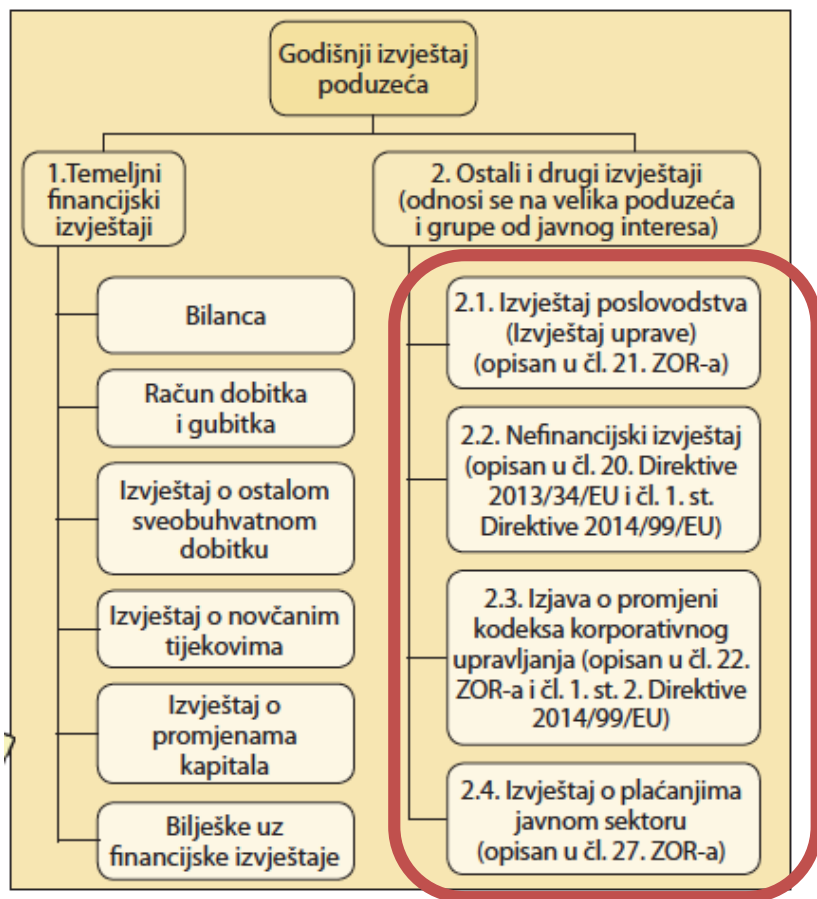 Godišnji izvještaj
poduzeća
1.Temeljni
financijski
izvještaji
Bilanca
Račun dobitka
i gubitka
Izvještaj o ostalom
sveobuhvatnom
dobitku
Izvještaj o novčanim
tijekovima
Izvještaj o
promjenama
kapitala
Bilješke uz
financijske izvještaje
2. Ostali i drugi izvještaji
(odnosi se na velika poduzeća
i grupe od javnog interesa)
2.1. Izvještaj poslovodstva
(Izvještaj uprave)
(opisan u čl. 21. ZOR-a)
2.2. Nefinancijski izvještaj
(opisan u čl. 20. Direktive
2013/34/EU i čl. 1. st.
Direktive 2014/99/EU)
2.3. Izjava o promjeni
kodeksa korporativnog
upravljanja (opisan u čl. 22.
ZOR-a i čl. 1. st. 2. Direktive
2014/99/EU)
2.4. Izvještaj o plaćanjima
javnom sektoru
(opisan u čl. 27. ZOR-a)